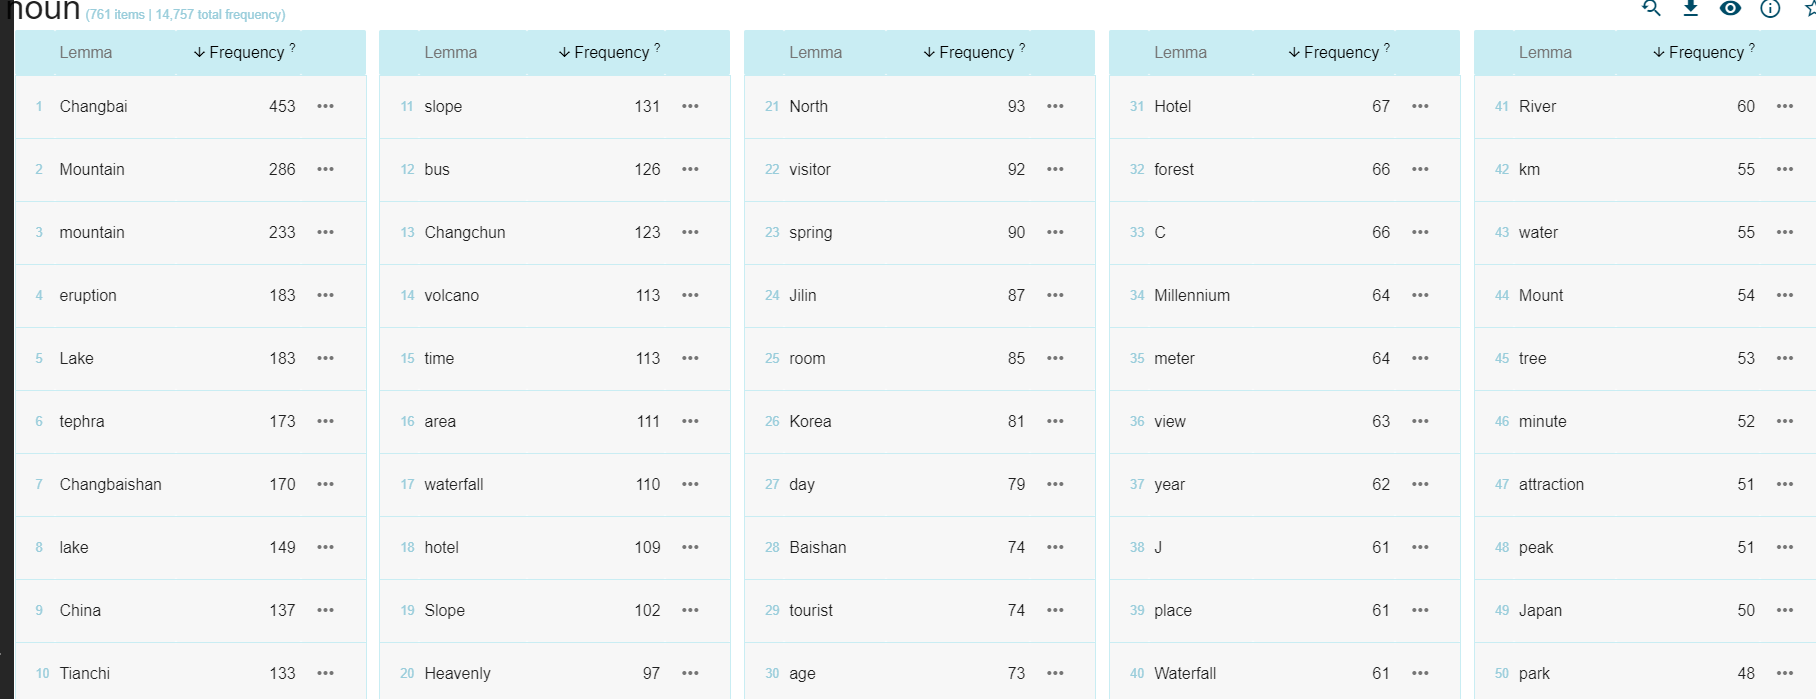 noun (761 items | 14,757 total frequency)
Lemma ↓ Frequency ? Lemma ↓ Frequency ? Lemma ↓ Frequency ? Lemma ↓ Frequency ? Lemma ↓ Frequency ?
1 Changbai 453 ••• 11 slope 131 ••• 21 North 93 ••• 31 Hotel 67 ••• 41 River 60 •••
2 Mountain 286 ••• 12 bus 126 ••• 22 visitor 92 ••• 32 forest 66 ••• 42 km 55 •••
3 mountain 233 ••• 13 Changchun 123 ••• 23 spring 90 ••• 33 C 66 ••• 43 water 55 •••
4 eruption 183 ••• 14 volcano 113 ••• 24 Jilin 87 ••• 34 Millennium 64 ••• 44 Mount 54 •••
5 Lake 183 ••• 15 time 113 ••• 25 room 85 ••• 35 meter 64 ••• 45 tree 53 •••
6 tephra 173 ••• 16 area 111 ••• 26 Korea 81 ••• 36 view 63 ••• 46 minute 52 •••
7 Changbaishan 170 ••• 17 waterfall 110 ••• 27 day 79 ••• 37 year 62 ••• 47 attraction 51 •••
8 lake 149 ••• 18 hotel 109 ••• 28 Baishan 74 ••• 38 J 61 ••• 48 peak 51 •••
9 China 137 ••• 19 Slope 102 ••• 29 tourist 74 ••• 39 place 61 ••• 49 Japan 50 •••
10 Tianchi 133 ••• 20 Heavenly 97 ••• 30 age 73 ••• 40 Waterfall 61 ••• 50 park 48 •••